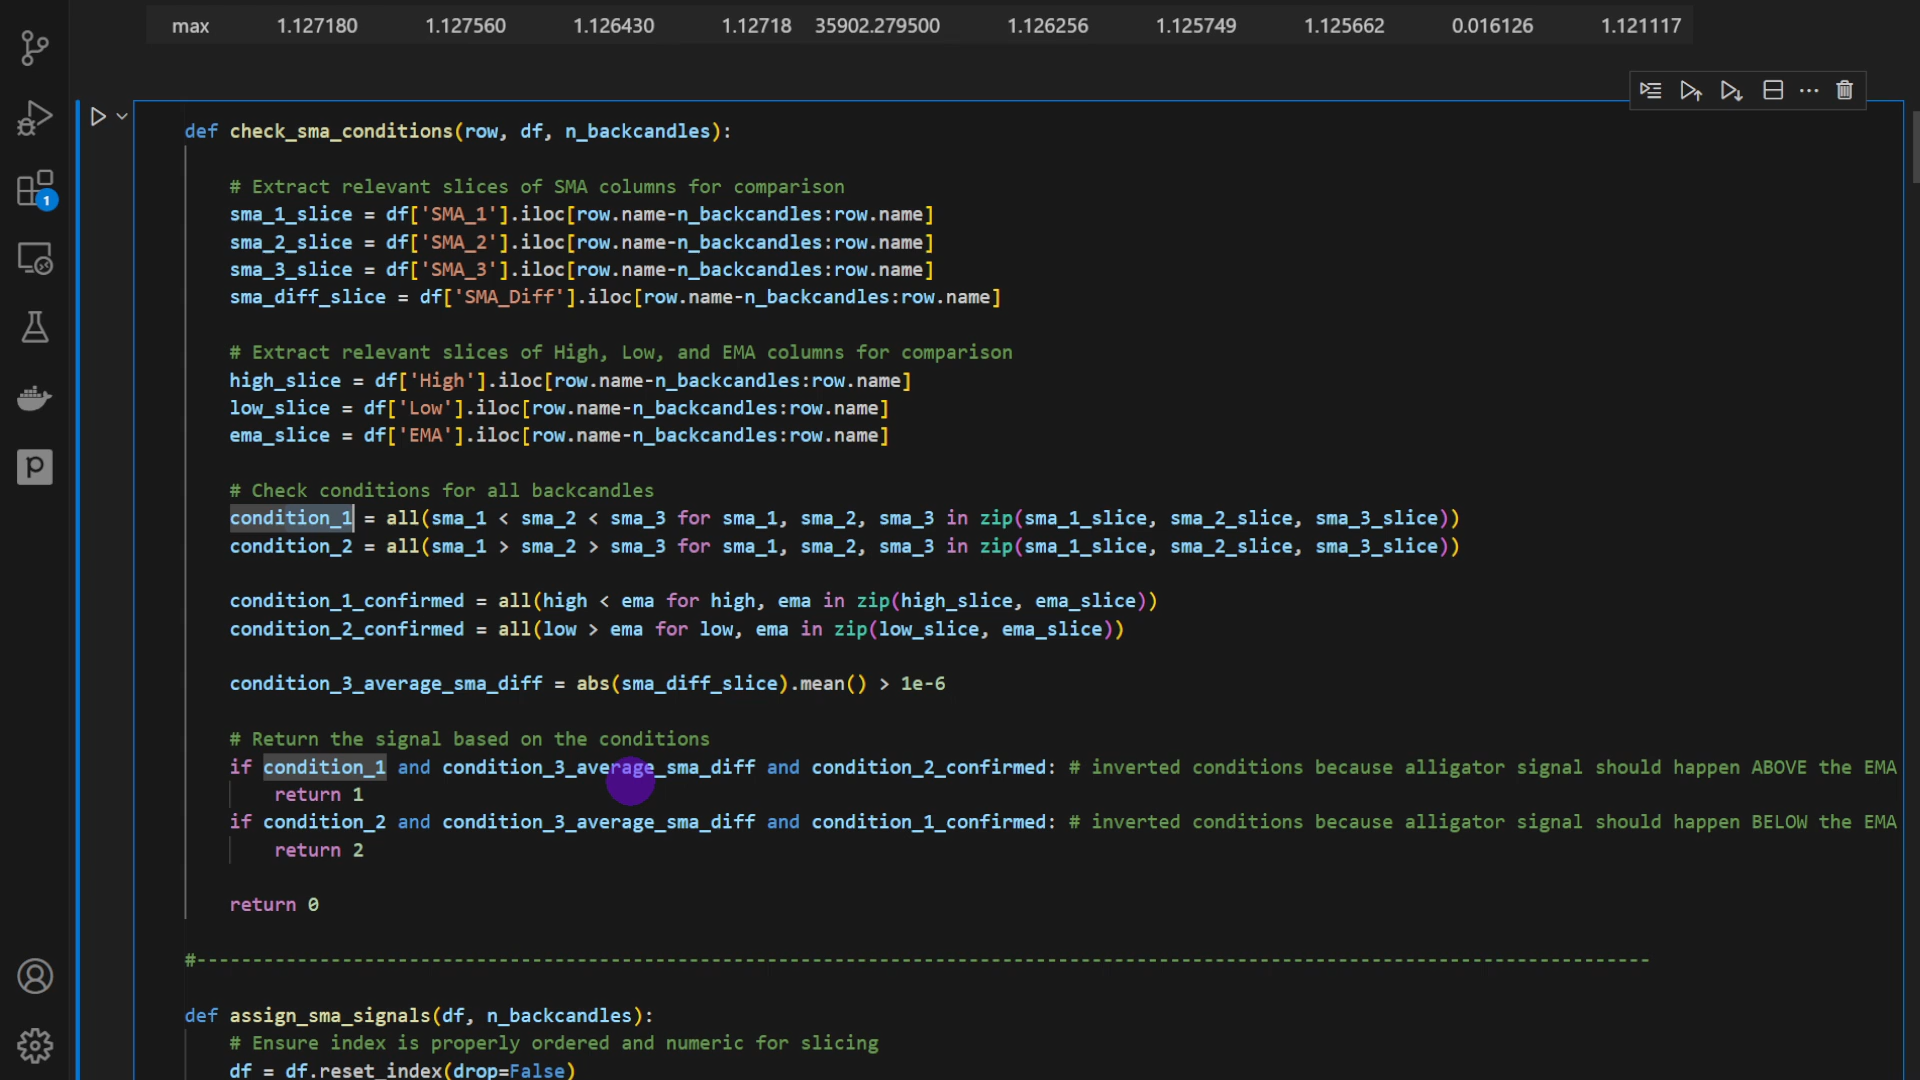 max 1.127180 1.127560 1.126430 1.12718 35902.279500 1.126256 1.125749 1.125662 0.016126 1.121117
def check_sma_conditions(row, df, n_backcandles):
# Extract relevant slices of SMA columns for comparison
sma_1_slice = df['SMA_1'].iloc[row.name-n_backcandles:row.name]
sma_2_slice = df['SMA_2'].iloc[row.name-n_backcandles:row.name]
sma_3_slice = df['SMA_3'].iloc[row.name-n_backcandles:row.name]
sma_diff_slice = df['SMA_Diff'].iloc[row.name-n_backcandles:row.name]
# Extract relevant slices of High, Low, and EMA columns for comparison
high_slice = df['High'].iloc[row.name-n_backcandles:row.name]
low_slice = df['Low'].iloc[row.name-n_backcandles:row.name]
ema_slice = df['EMA'].iloc[row.name-n_backcandles:row.name]
# Check conditions for all backcandles
condition_1 = all(sma_1 < sma_2 < sma_3 for sma_1, sma_2, sma_3 in zip(sma_1_slice, sma_2_slice, sma_3_slice))
condition_2 = all(sma_1 > sma_2 > sma_3 for sma_1, sma_2, sma_3 in zip(sma_1_slice, sma_2_slice, sma_3_slice))
condition_1_confirmed = all(high < ema for high, ema in zip(high_slice, ema_slice))
condition_2_confirmed = all(low > ema for low, ema in zip(low_slice, ema_slice))
condition_3_average_sma_diff = abs(sma_diff_slice).mean() > 1e-6
# Return the signal based on the conditions
if condition_1 and condition_3_average_sma_diff and condition_2_confirmed: # inverted conditions because alligator signal should happen ABOVE the EMA
return 1
if condition_2 and condition_3_average_sma_diff and condition_1_confirmed: # inverted conditions because alligator signal should happen BELOW the EMA
return 2
return 0
#----------------------------------------------------------------------------------------------------------------------------------
def assign_sma_signals(df, n_backcandles):
# Ensure index is properly ordered and numeric for slicing
df = df.reset_index(drop=False)
1
p